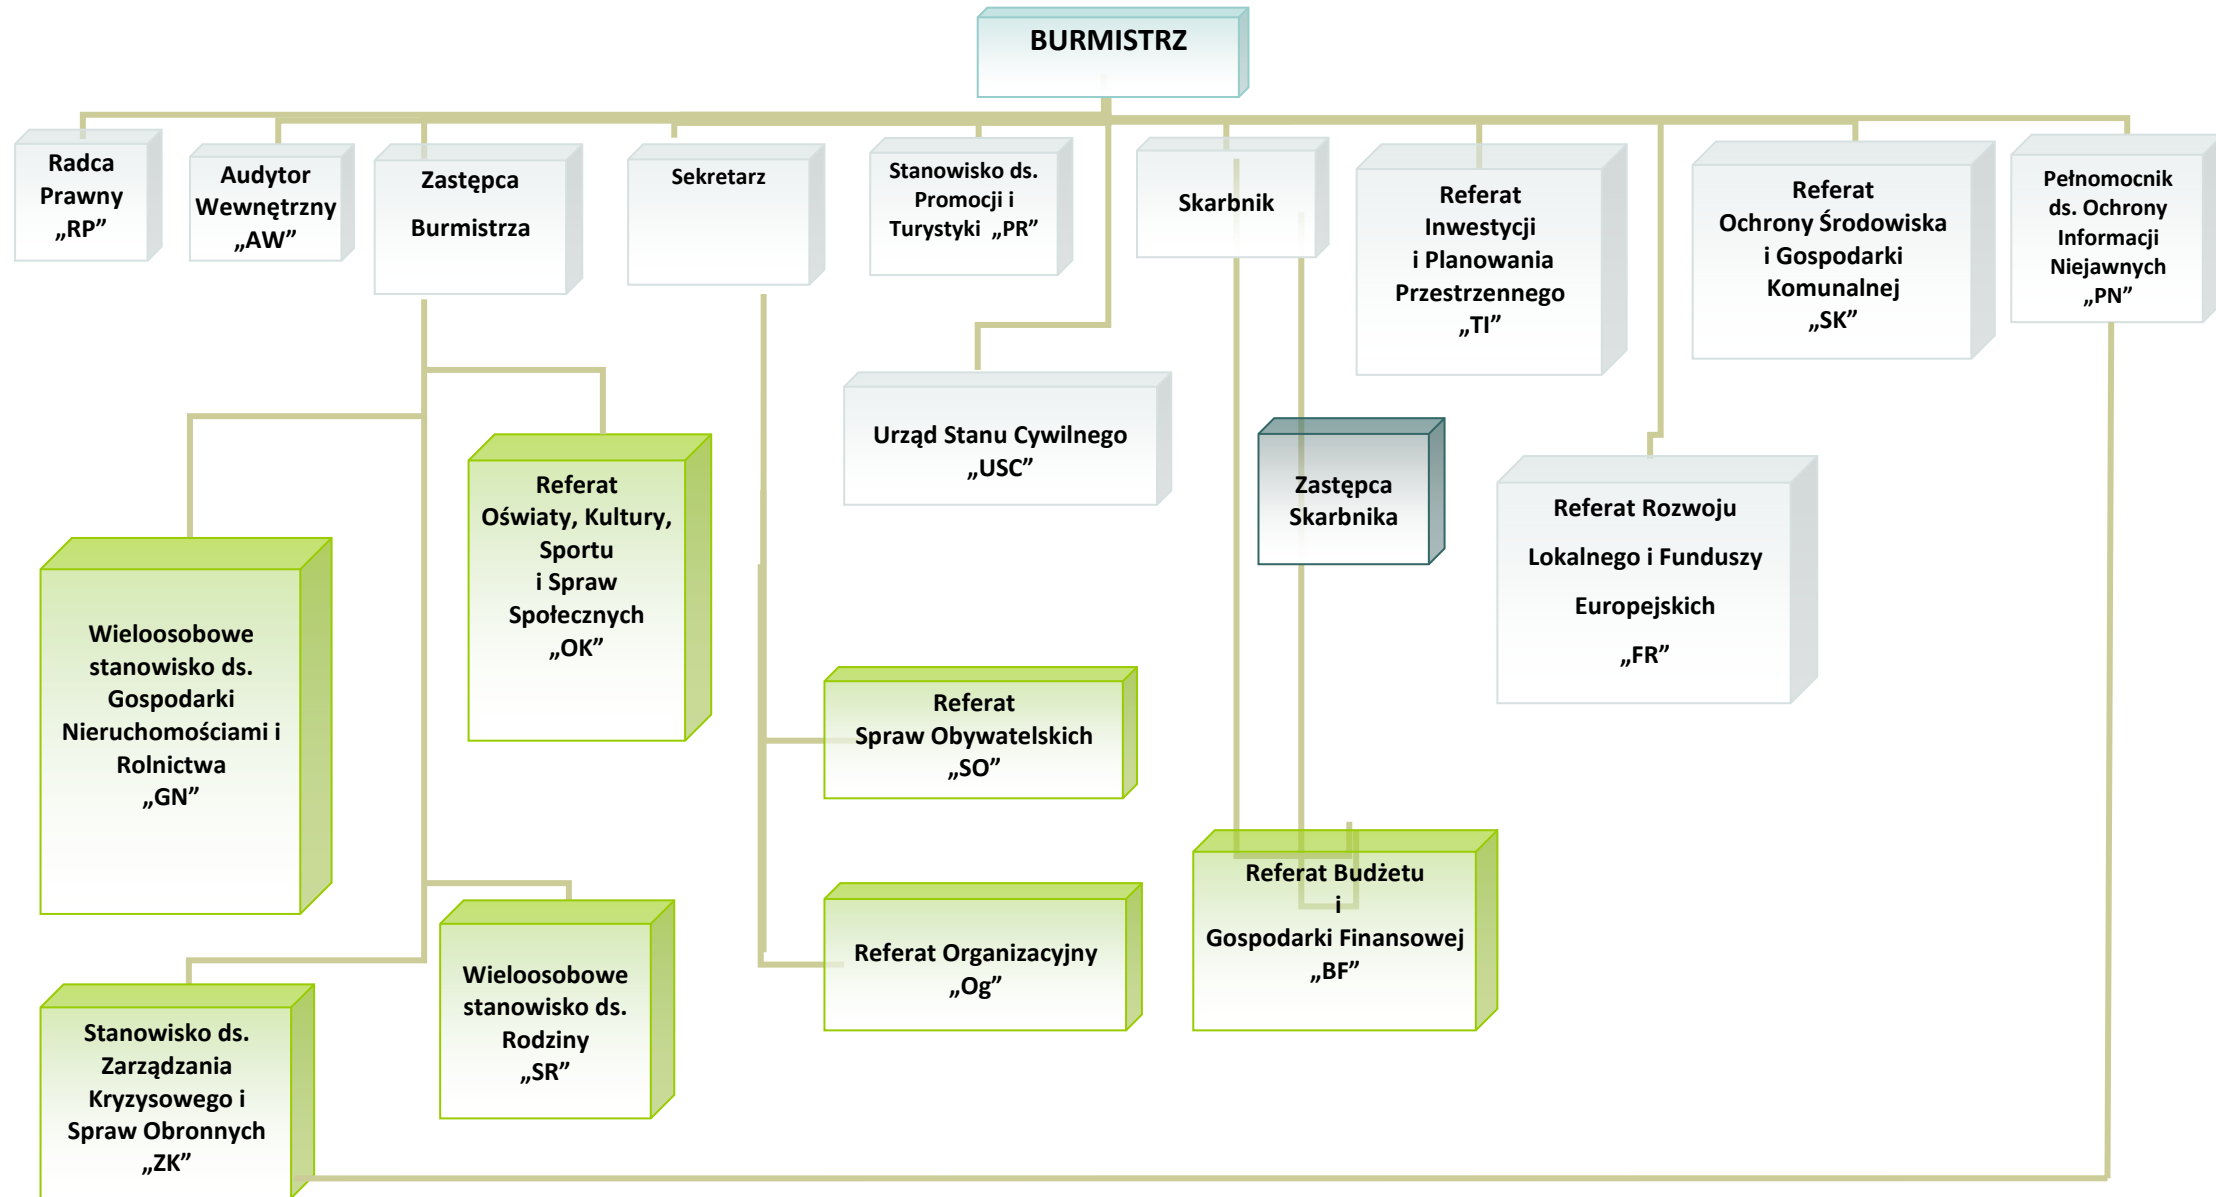 BURMISTRZ
Radca
Prawny
„RP”
Audytor
Wewnętrzny
„AW”
Zastępca
Burmistrza
Sekretarz
Stanowisko ds.
Promocji i
Turystyki „PR”
Skarbnik
Referat
Inwestycji
i Planowania
Przestrzennego
„TI”
Referat
Ochrony Środowiska
i Gospodarki
Komunalnej
„SK”
Pełnomocnik
ds. Ochrony
Informacji
Niejawnych
„PN”
Urząd Stanu Cywilnego
„USC”
Zastępca
Skarbnika
Referat Rozwoju
Lokalnego i Funduszy
Europejskich
„FR”
Referat
Oświaty, Kultury,
Sportu
i Spraw
Społecznych
„OK”
Wieloosobowe
stanowisko ds.
Gospodarki
Nieruchomościami i
Rolnictwa
„GN”
Referat
Spraw Obywatelskich
„SO”
Referat Budżetu
i
Gospodarki Finansowej
„BF”
Referat Organizacyjny
„Og”
Wieloosobowe
stanowisko ds.
Rodziny
„SR”
Stanowisko ds.
Zarządzania
Kryzysowego i
Spraw Obronnych
„ZK”